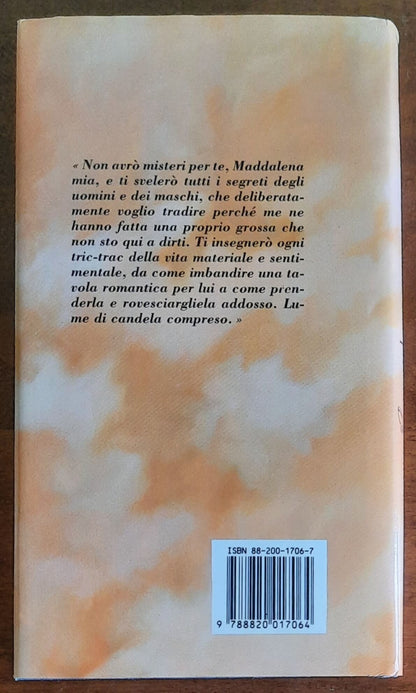 « Non avrò misteri per te, Maddalena
mia, e ti svelerò tutti i segreti degli
uomini e dei maschi, che deliberata-
mente voglio tradire perché me ne
hanno fatta una proprio grossa che
non sto qui a dirti. Ti insegnerò ogni
tric-trac della vita materiale e senti-
mentale, da come imbandire una ta-
vola romantica per lui a come pren-
derla e rovesciargliela addosso. Lu-
me di candela compreso. »
ISBN 88-200-1706-7
9 788820 017064